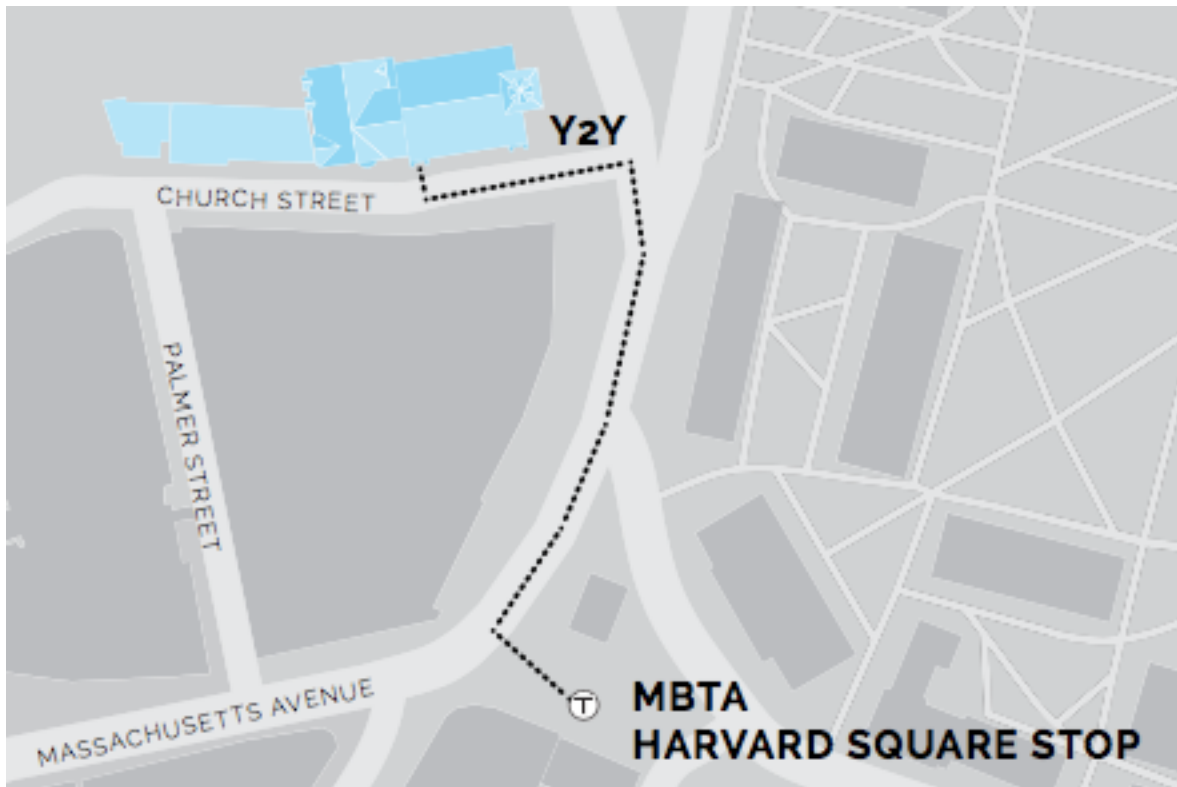 Y2Y
CHURCH STREET
PALMER STREET
MASSACHUSETTS AVENUE
T
MBTA
HARVARD SQUARE STOP